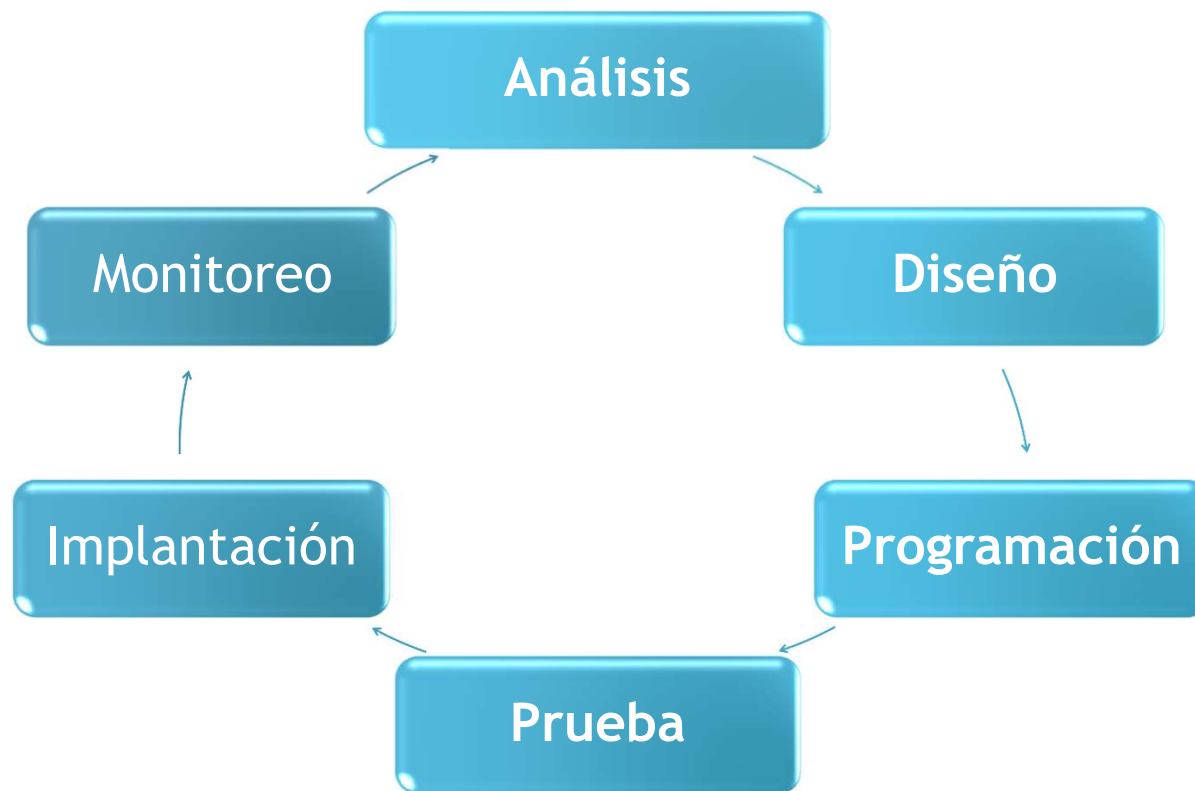 Análisis
Diseño
Programación
Prueba
Implantación
Monitoreo